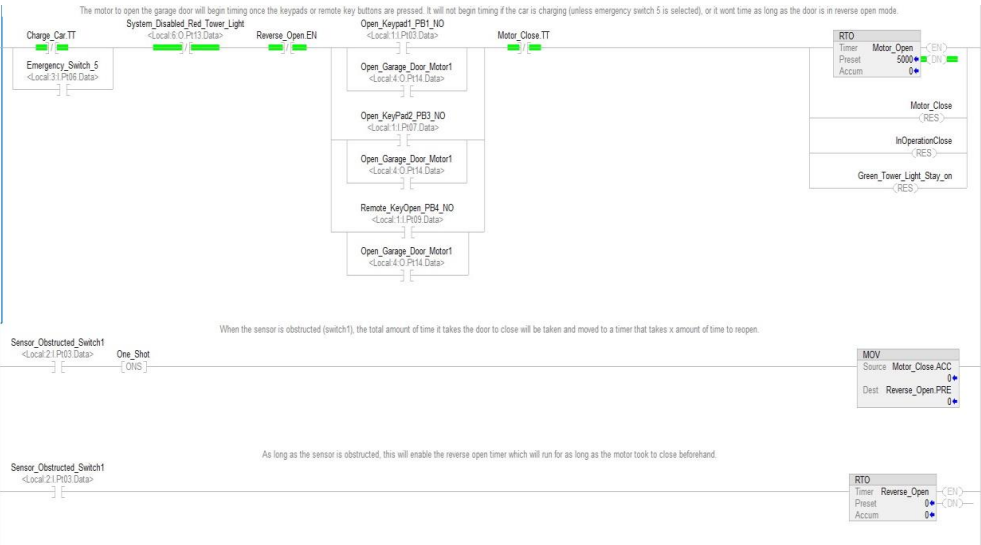 The motor to open the garage door will begin timing once the keypads or remote key buttons are pressed. It will not begin timing if the car is charging (unless emergency switch 5 is selected), or it wont time as long as the door is in reverse open mode.
Charge_Car.TT
System_Disabled_Red_Tower_Light
<Local:6:O.Pt13.Data>
Reverse_Open.EN
Open_Keypad1_PB1_NO
<Local:1:I.Pt03.Data>
Motor_Close.TT
Emergency_Switch_5
<Local:3:I.Pt06.Data>
Open_Garage_Door_Motor1
<Local:4:O.Pt14.Data>
Open_KeyPad2_PB3_NO
<Local:1:I.Pt07.Data>
Open_Garage_Door_Motor1
<Local:4:O.Pt14.Data>
Remote_KeyOpen_PB4_NO
<Local:1:I.Pt09.Data>
Open_Garage_Door_Motor1
<Local:4:O.Pt14.Data>
RTO
Timer Motor_Open
Preset 5000
Accum 0
EN
DN
Motor_Close
RES
InOperationClose
RES
Green_Tower_Light_Stay_on
RES
When the sensor is obstructed (switch1), the total amount of time it takes the door to close will be taken and moved to a timer that takes x amount of time to reopen.
Sensor_Obstructed_Switch1
<Local:2:I.Pt03.Data>
One_Shot
ONS
MOV
Source Motor_Close.ACC
0
Dest Reverse_Open.PRE
0
As long as the sensor is obstructed, this will enable the reverse open timer which will run for as long as the motor took to close beforehand.
Sensor_Obstructed_Switch1
<Local:2:I.Pt03.Data>
RTO
Timer Reverse_Open
Preset 0
Accum 0
EN
DN